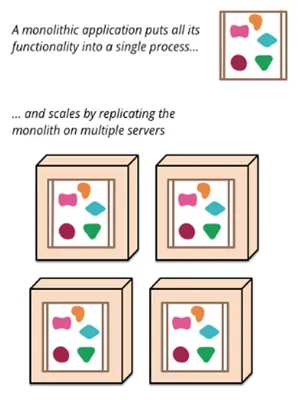 A monolithic application puts all its
functionality into a single process...
... and scales by replicating the
monolith on multiple servers